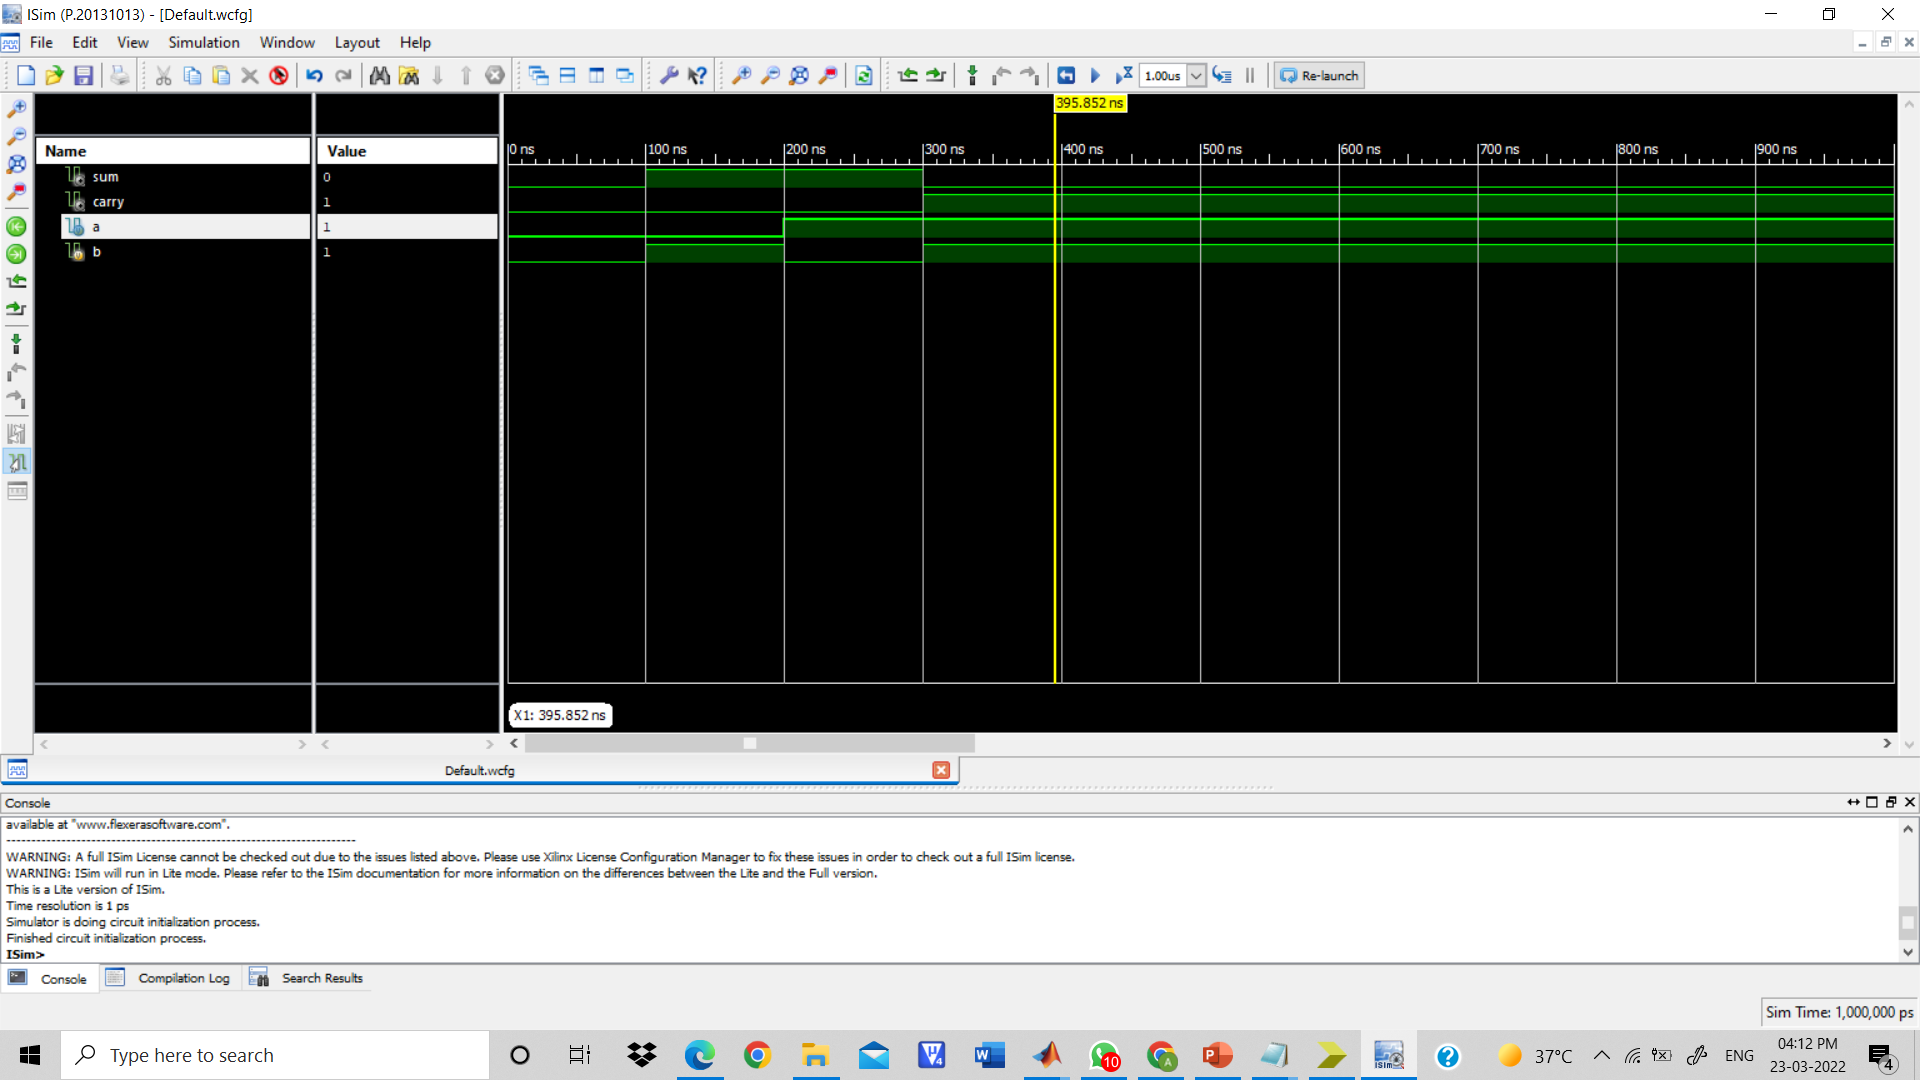 ISim (P.20131013) - [Default.wcfg]
File Edit View Simulation Window Layout Help
1.00us Re-launch
395.852 ns
Name Value
0 ns 100 ns 200 ns 300 ns 400 ns 500 ns 600 ns 700 ns 800 ns 900 ns
sum 0
carry 1
a 1
b 1
X1: 395.852 ns
Default.wcfg
Console
available at "www.flexerasoftware.com".
----------------------------------------------------------------------
WARNING: A full ISim License cannot be checked out due to the issues listed above. Please use Xilinx License Configuration Manager to fix these issues in order to check out a full ISim license.
WARNING: ISim will run in Lite mode. Please refer to the ISim documentation for more information on the differences between the Lite and the Full version.
This is a Lite version of ISim.
Time resolution is 1 ps
Simulator is doing circuit initialization process.
Finished circuit initialization process.
ISim>
Console Compilation Log Search Results
Sim Time: 1,000,000 ps
Type here to search
10
37°C
ENG
04:12 PM
23-03-2022
4